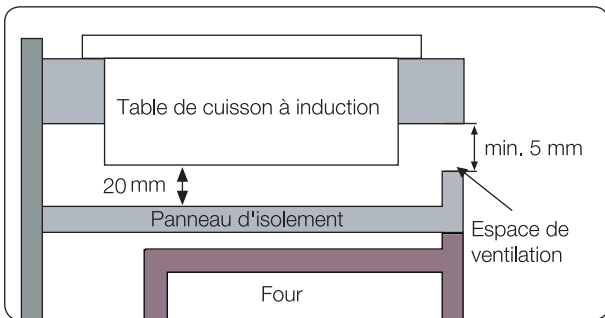 Table de cuisson à induction
min. 5 mm
20 mm
Panneau d'isolement
Espace de
ventilation
Four